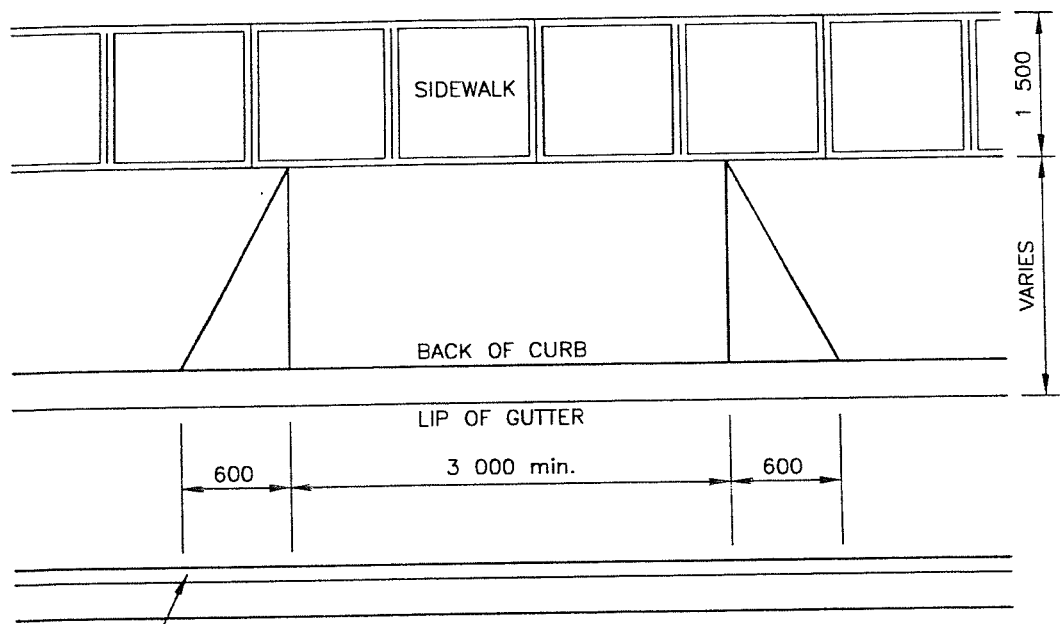 SIDEWALK
1 500
VARIES
BACK OF CURB
LIP OF GUTTER
600
3 000 min.
600